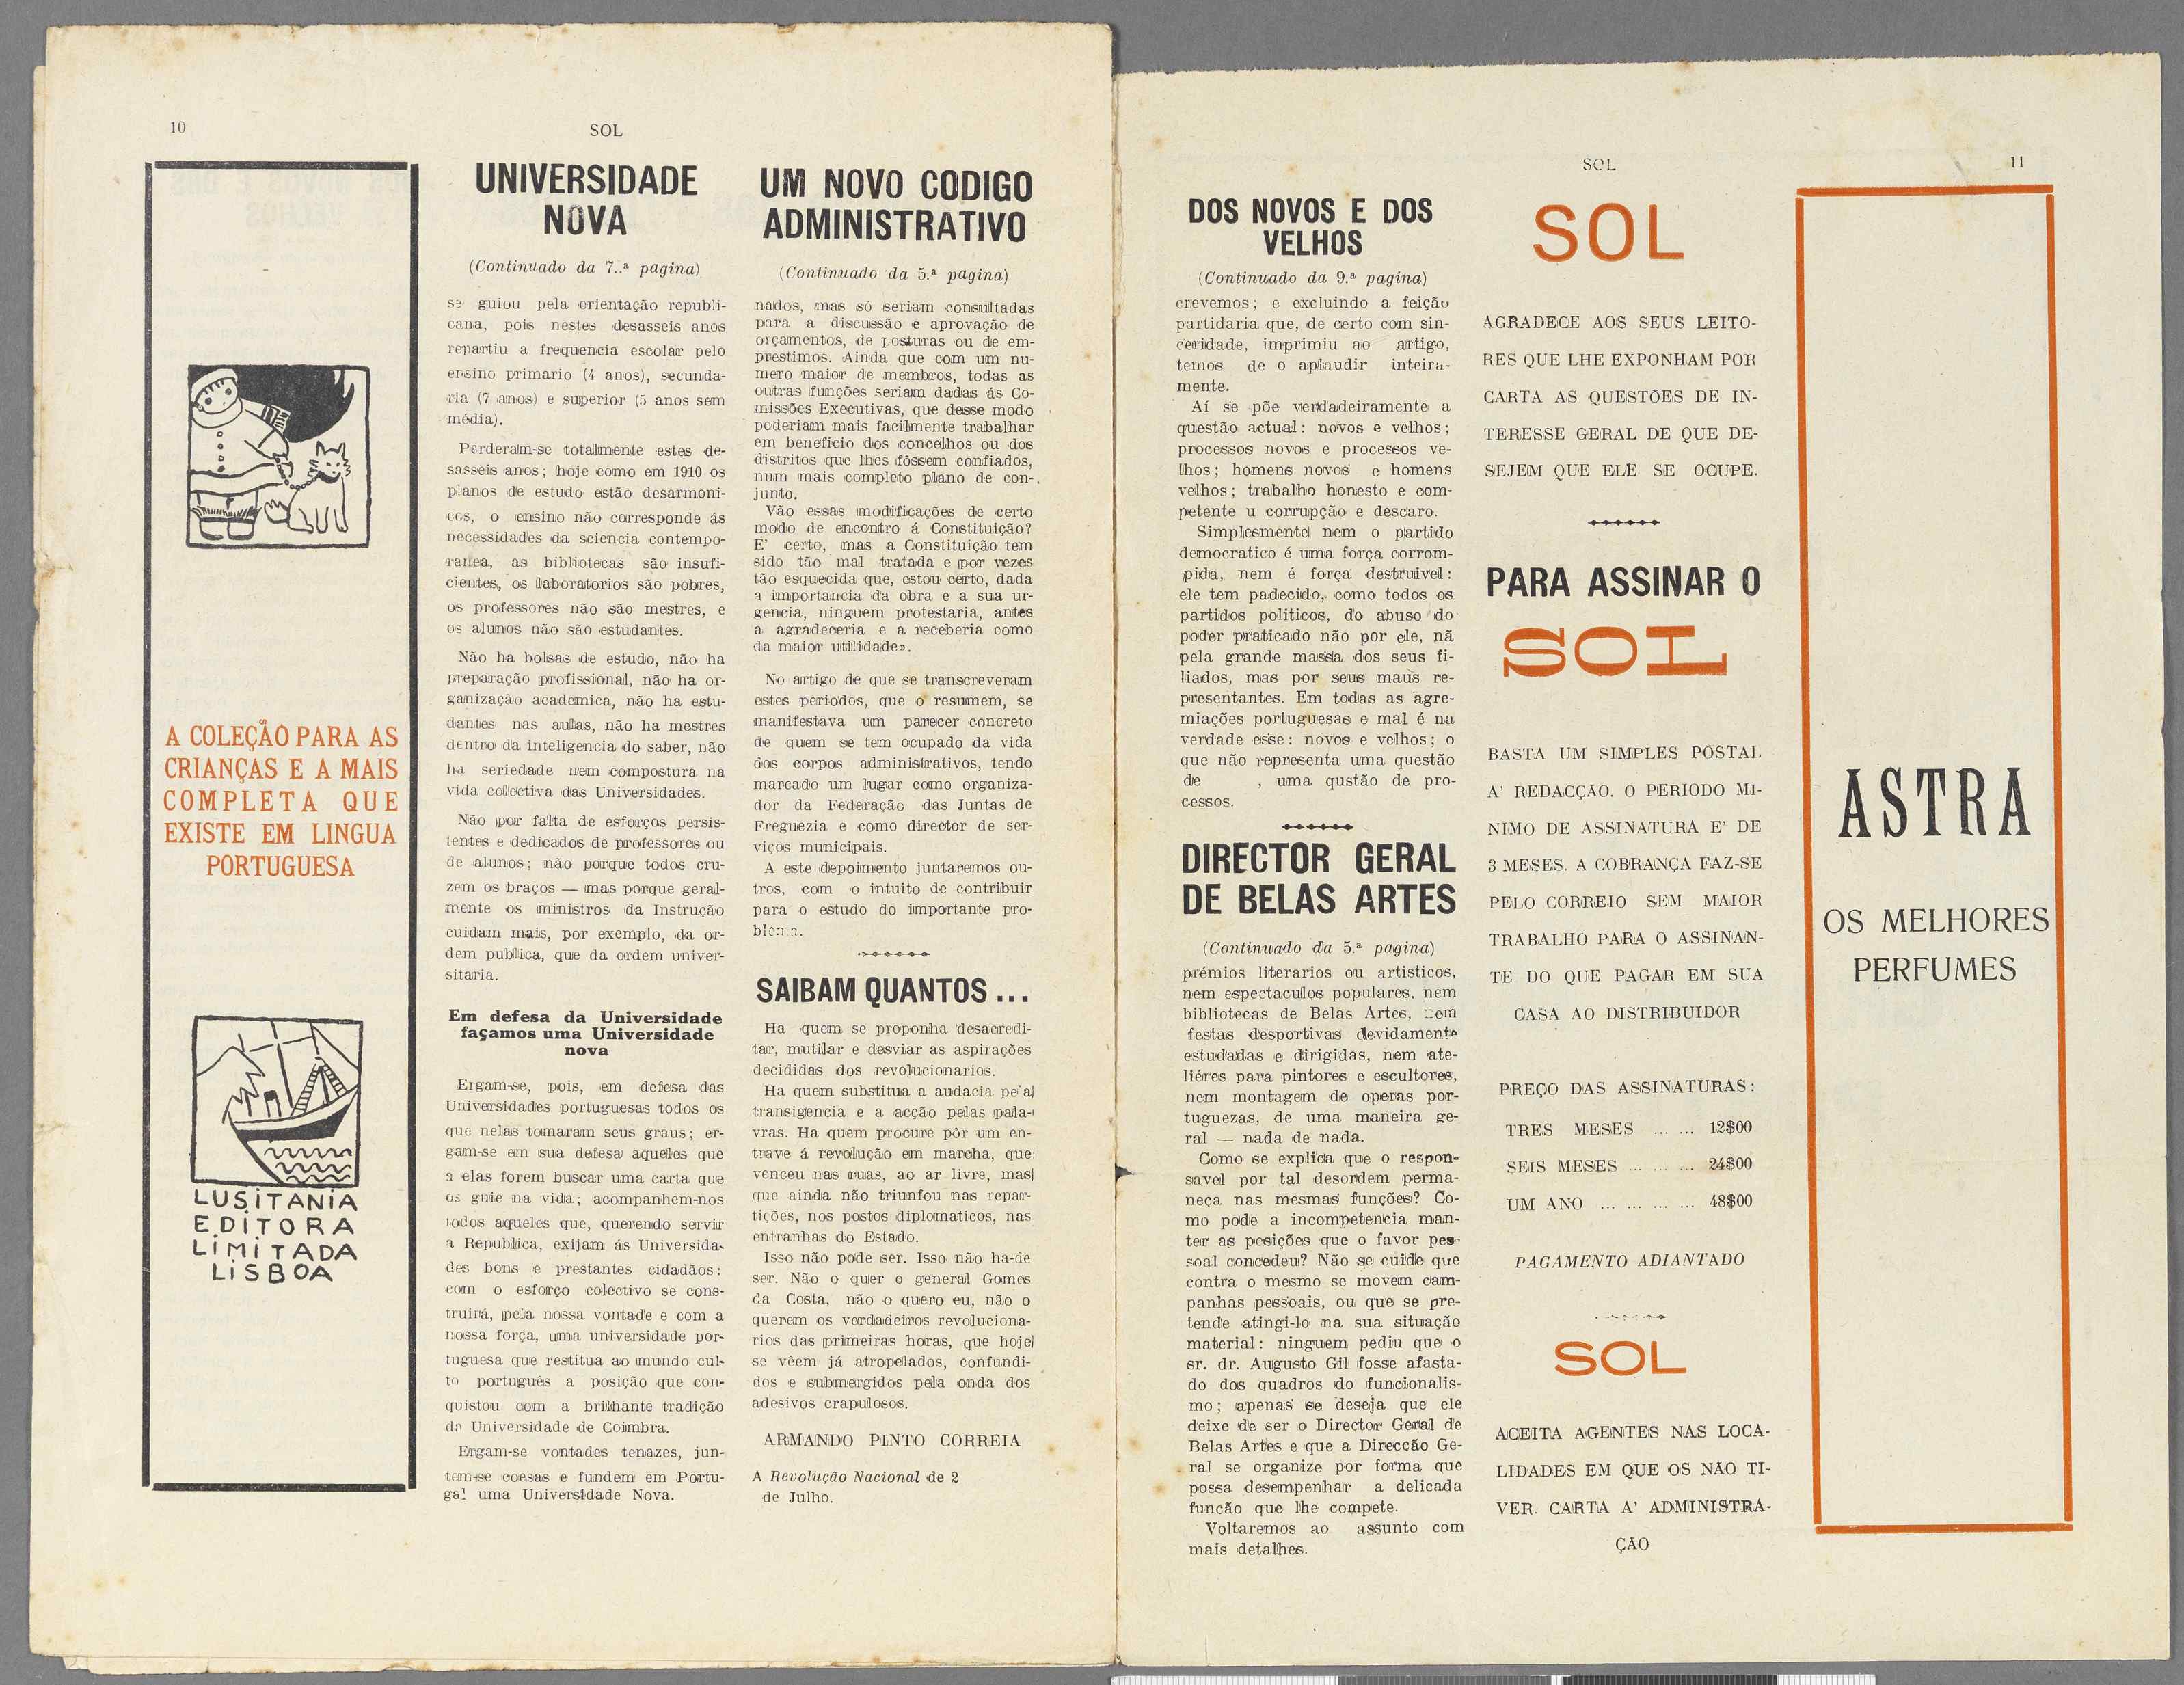 10
SOL
A COLEÇÃO PARA AS
CRIANÇAS E A MAIS
COMPLETA QUE
EXISTE EM LINGUA
PORTUGUESA
LUSITANIA
EDITORA
LIMITADA
LISBOA
UNIVERSIDADE
NOVA
(Continuado da 7..ª pagina)
se guiou pela orientação republi-
cana, pois nestes desasseis anos
repartiu a frequencia escolar pelo
ensino primario (4 anos), secunda-
ria (7 anos) e superior (5 anos sem
média).
Perderam-se totalmente estes de-
sasseis anos; hoje como em 1910 os
planos de estudo estão desarmoni-
cos, o ensino não corresponde ás
necessidades da sciencia contempo-
ranea, as bibliotecas são insufi-
cientes, os laboratorios são pobres,
os professores não são mestres, e
os alunos não são estudantes.
Não ha bolsas de estudo, não ha
preparação profissional, não ha or-
ganização academica, não ha estu-
dantes nas aulas, não ha mestres
dentro da inteligencia do saber, não
ha seriedade nem compostura na
vida collectiva das Universidades.
Não por falta de esforços persis-
tentes e dedicados de professores ou
de alunos; não porque todos cru-
zem os braços — mas porque geral-
mente os ministros da Instrução
cuidam mais, por exemplo, da or-
dem publica, que da ordem univer-
sitaria.
Em defesa da Universidade
façamos uma Universidade
nova
Ergam-se, pois, em defesa das
Universidades portuguesas todos os
que nelas tomaram seus graus; er-
gam-se em sua defesa aqueles que
a elas forem buscar uma carta que
os guie na vida; acompanhem-nos
todos aqueles que, querendo servir
a Republica, exijam ás Universida-
des bons e prestantes cidadãos:
com o esforço colectivo se cons-
truirá, pela nossa vontade e com a
nossa força, uma universidade por-
tuguesa que restitua ao mundo cul-
to português a posição que con-
quistou com a brilhante tradição
da Universidade de Coimbra.
Ergam-se vontades tenazes, jun-
tem-se coesas e fundem em Portu-
gal uma Universidade Nova.
UM NOVO CODIGO
ADMINISTRATIVO
(Continuado da 5.ª pagina)
nados, mas só seriam consultadas
para a discussão e aprovação de
orçamentos, de posturas ou de em-
prestimos. Ainda que com um nu-
mero maior de membros, todas as
outras funções seriam dadas ás Co-
missões Executivas, que desse modo
poderiam mais facilmente trabalhar
em beneficio dos concelhos ou dos
distritos que lhes fôssem confiados,
num mais completo plano de con-
junto.
Vão essas modificações de certo
modo de encontro á Constituição?
E' certo, mas a Constituição tem
sido tão mal tratada e por vezes
tão esquecida que, estou certo, dada
a importancia da obra e a sua ur-
gencia, ninguem protestaria, antes
a agradeceria e a receberia como
da maior utilidade».
No artigo de que se transcreveram
estes periodos, que o resumem, se
manifestava um parecer concreto
de quem se tem ocupado da vida
dos corpos administrativos, tendo
marcado um lugar como organiza-
dor da Federação das Juntas de
Freguezia e como director de ser-
viços municipais.
A este depoimento juntaremos ou-
tros, com o intuito de contribuir
para o estudo do importante pro-
blema.
SAIBAM QUANTOS ...
Ha quem se proponha desacredi-
tar, mutilar e desviar as aspirações
decididas dos revolucionarios.
Ha quem substitua a audacia pela
transigencia e a acção pelas pala-
vras. Ha quem procure pôr um en-
trave á revolução em marcha, que
venceu nas ruas, ao ar livre, mas
que ainda não triunfou nas repar-
tições, nos postos diplomaticos, nas
entranhas do Estado.
Isso não pode ser. Isso não ha-de
ser. Não o quer o general Gomes
da Costa, não o quero eu, não o
querem os verdadeiros revoluciona-
rios das primeiras horas, que hoje
se vêem já atropelados, confundi-
dos e submergidos pela onda dos
adesivos crapulosos.
ARMANDO PINTO CORREIA
A Revolução Nacional de 2
de Julho.
SOL
11
DOS NOVOS E DOS
VELHOS
(Continuado da 9.ª pagina)
crevemos; e excluindo a feição
partidaria que, de certo com sin-
ceridade, imprimiu ao artigo,
temos de o aplaudir inteira-
mente.
Aí se põe verdadeiramente a
questão actual: novos e velhos;
processos novos e processos ve-
lhos; homens novos e homens
velhos; trabalho honesto e com-
petente u corrupção e descaro.
Simplesmente nem o partido
democratico é uma força corrom-
pida, nem é força destruivel:
ele tem padecido, como todos os
partidos politicos, do abuso do
poder praticado não por ele, nã
pela grande massa dos seus fi-
liados, mas por seus maus re-
presentantes. Em todas as agre-
miações portuguesas e mal é na
verdade esse: novos e velhos; o
que não representa uma questão
de , uma qustão de pro-
cessos.
DIRECTOR GERAL
DE BELAS ARTES
(Continuado da 5.ª pagina)
prémios literarios ou artisticos,
nem espectaculos populares, nem
bibliotecas de Belas Artes, nem
festas desportivas devidamente
estudadas e dirigidas, nem ate-
liéres para pintores e escultores,
nem montagem de operas por-
tuguezas, de uma maneira ge-
ral — nada de nada.
Como se explica que o respon-
savel por tal desordem perma-
neça nas mesmas funções? Co-
mo pode a incompetencia man-
ter as posições que o favor pes-
soal concedeu? Não se cuide que
contra o mesmo se movem cam-
panhas pessoais, ou que se pre-
tende atingi-lo na sua situação
material: ninguem pediu que o
sr. dr. Augusto Gil fosse afasta-
do dos quadros do funcionalis-
mo; apenas se deseja que ele
deixe de ser o Director Geral de
Belas Artes e que a Direcção Ge-
ral se organize por forma que
possa desempenhar a delicada
funcão que lhe compete.
Voltaremos ao assunto com
mais detalhes.
SOL
AGRADECE AOS SEUS LEITO-
RES QUE LHE EXPONHAM POR
CARTA AS QUESTÕES DE IN-
TERESSE GERAL DE QUE DE-
SEJEM QUE ELE SE OCUPE.
PARA ASSINAR O
SOL
BASTA UM SIMPLES POSTAL
A' REDACÇÃO. O PERIODO MI-
NIMO DE ASSINATURA E' DE
3 MESES. A COBRANÇA FAZ-SE
PELO CORREIO SEM MAIOR
TRABALHO PARA O ASSINAN-
TE DO QUE PAGAR EM SUA
CASA AO DISTRIBUIDOR
PREÇO DAS ASSINATURAS:
TRES MESES ... ... 12$00
SEIS MESES ... ... ... 24$00
UM ANO ... ... ... ... 48$00
PAGAMENTO ADIANTADO
SOL
ACEITA AGENTES NAS LOCA-
LIDADES EM QUE OS NÃO TI-
VER. CARTA A' ADMINISTRA-
ÇÃO
ASTRA
OS MELHORES
PERFUMES